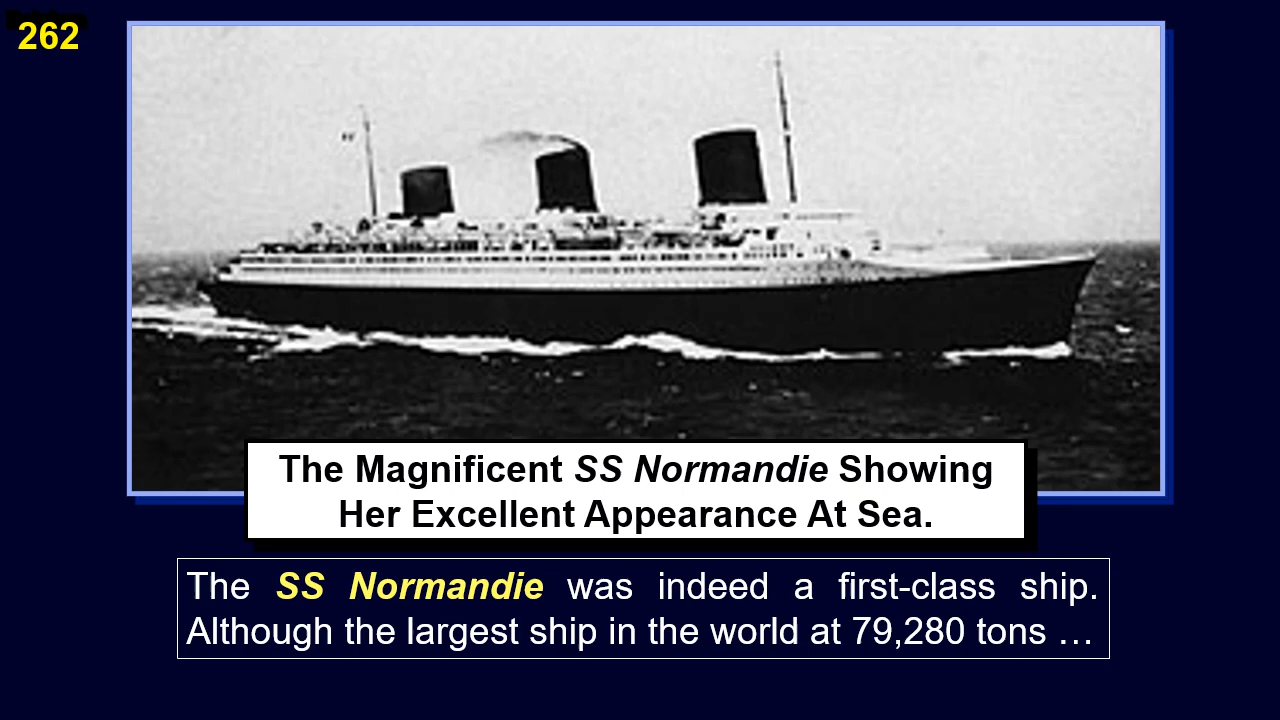 262
The Magnificent SS Normandie Showing
Her Excellent Appearance At Sea.
The SS Normandie was indeed a first-class ship.
Although the largest ship in the world at 79,280 tons …